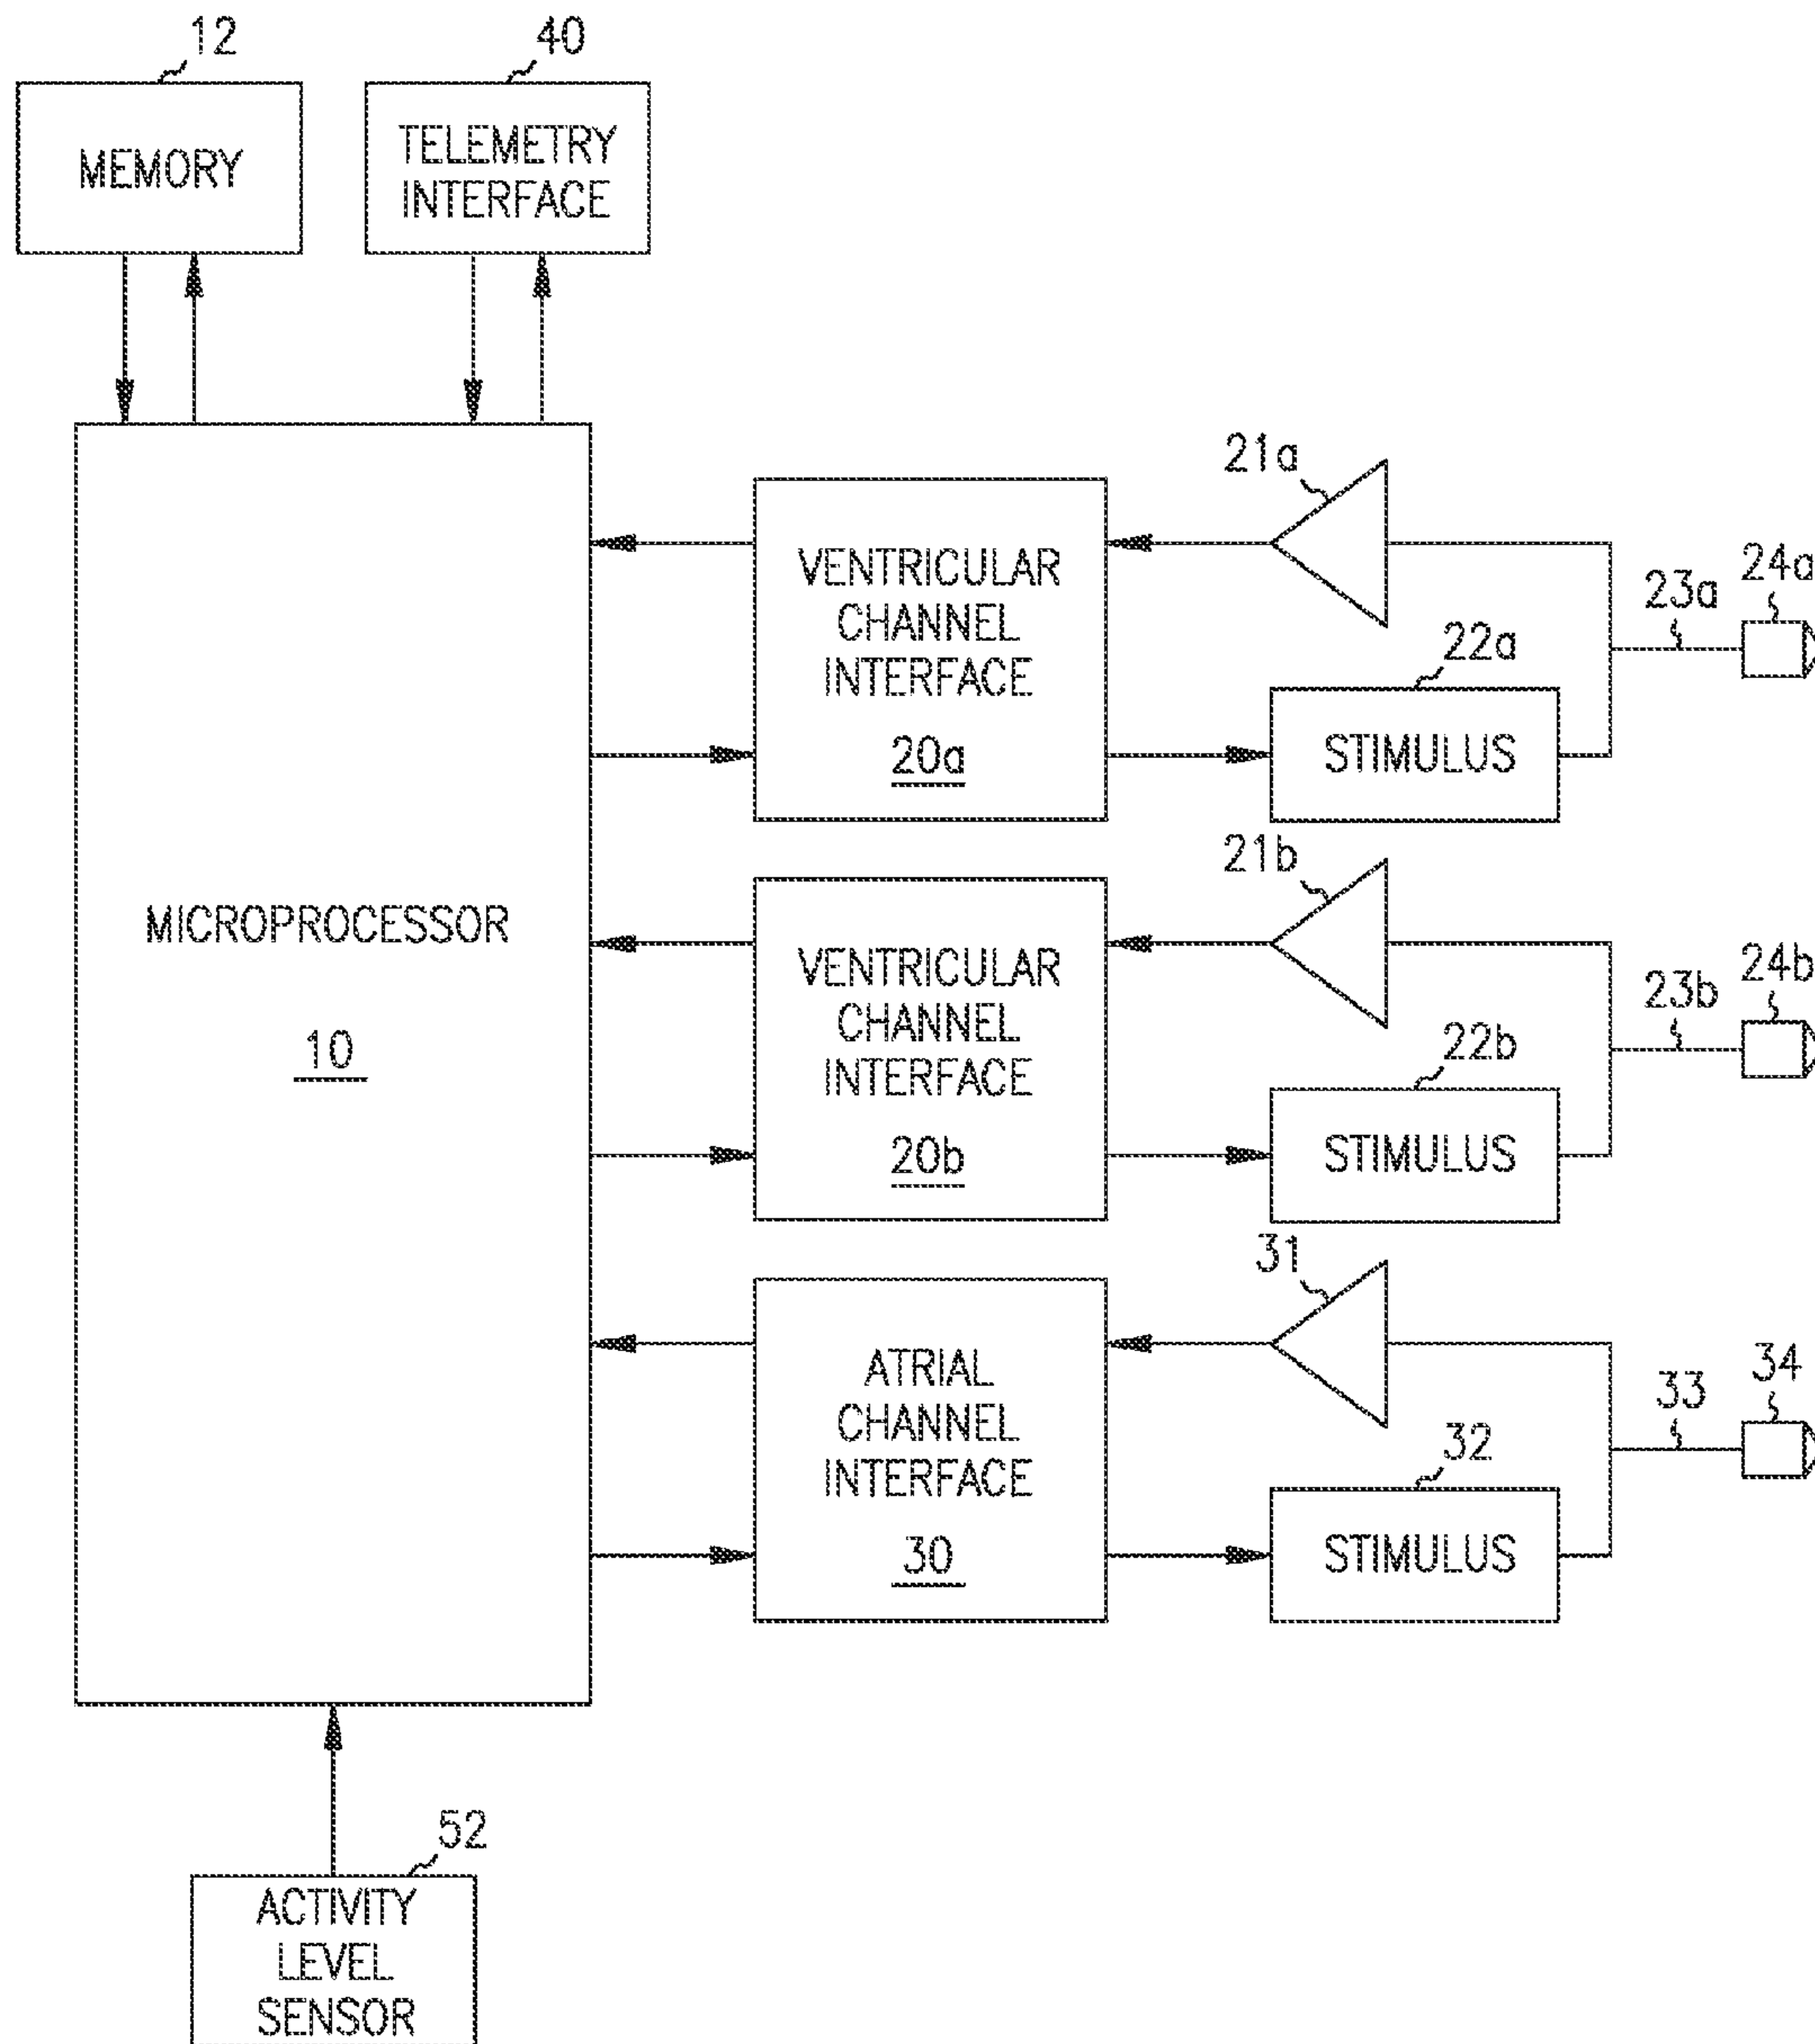 12
40
MEMORY
TELEMETRY
INTERFACE
21a
VENTRICULAR
CHANNEL
INTERFACE
20a
23a
24a
22a
STIMULUS
21b
MICROPROCESSOR
10
VENTRICULAR
CHANNEL
INTERFACE
20b
23b
24b
22b
STIMULUS
31
ATRIAL
CHANNEL
INTERFACE
30
33
34
32
STIMULUS
52
ACTIVITY
LEVEL
SENSOR